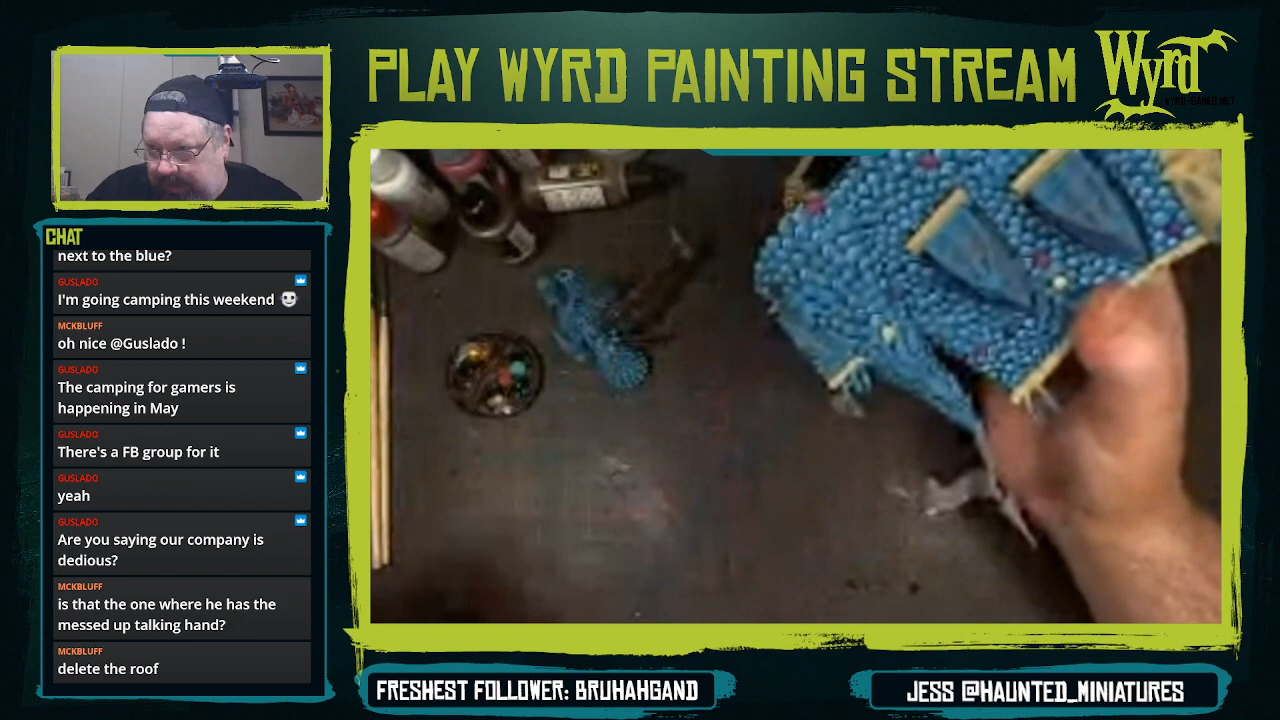 PLAY WYRD PAINTING STREAM
Wyrd
WYRD-GAMES.NET
CHAT
next to the blue?
GUSLADO
I'm going camping this weekend
MCKBLUFF
oh nice @Guslado !
GUSLADO
The camping for gamers is
happening in May
GUSLADO
There's a FB group for it
GUSLADO
yeah
GUSLADO
Are you saying our company is
dedious?
MCKBLUFF
is that the one where he has the
messed up talking hand?
MCKBLUFF
delete the roof
FRESHEST FOLLOWER: BRUHAHGAND
JESS @HAUNTED_MINIATURES